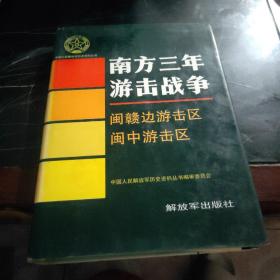 南方三年
游击战争
闽赣边游击区
闽中游击区
中国人民解放军历史资料丛书编审委员会
解放军出版社